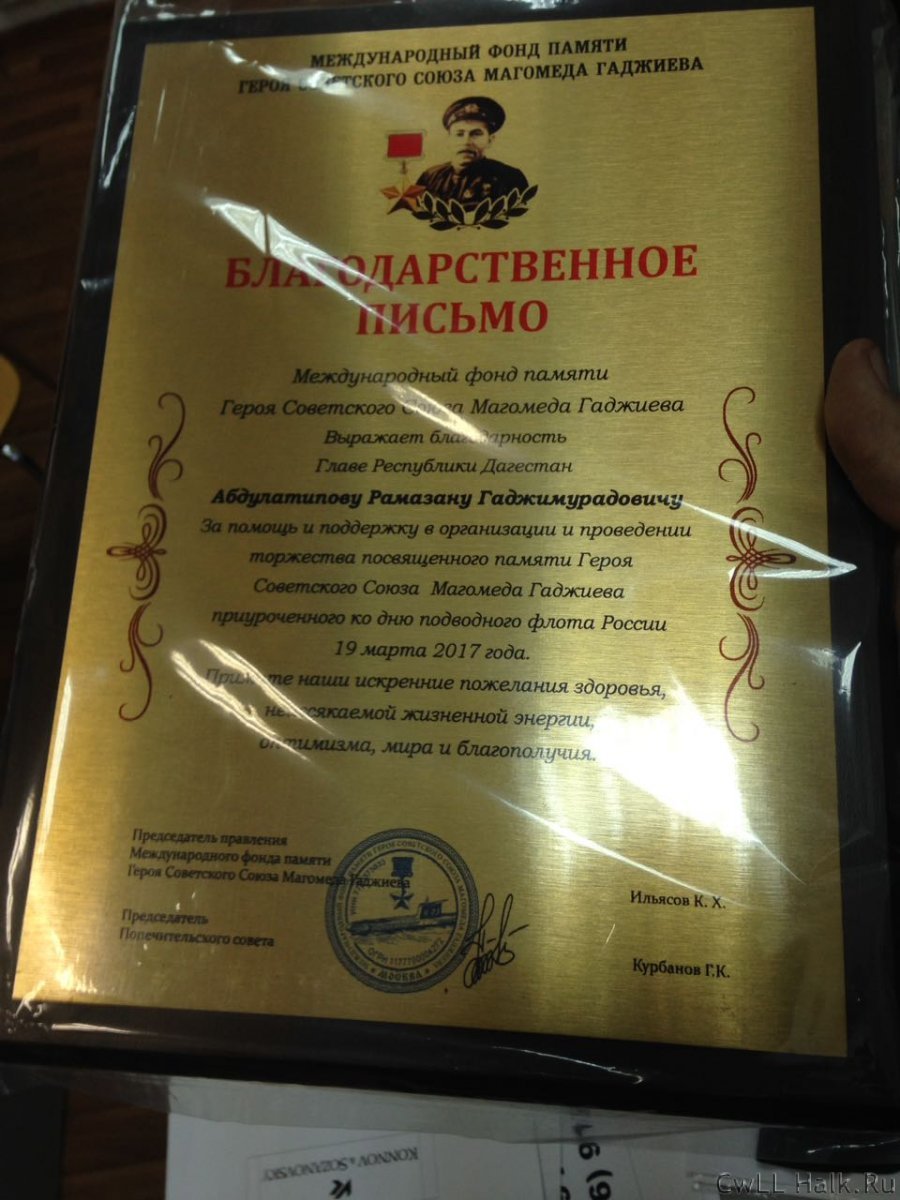 МЕЖДУНАРОДНЫЙ ФОНД ПАМЯТИ
ГЕРОЯ СОВЕТСКОГО СОЮЗА МАГОМЕДА ГАДЖИЕВА
БЛАГОДАРСТВЕННОЕ
ПИСЬМО
Международный фонд памяти
Героя Советского Союза Магомеда Гаджиева
Выражает благодарность
Главе Республики Дагестан
Абдулатипову Рамазану Гаджимурадовичу
За помощь и поддержку в организации и проведении
торжества посвященного памяти Героя
Советского Союза Магомеда Гаджиева
приуроченного ко дню подводного флота России
19 марта 2017 года.
Примите наши искренние пожелания здоровья,
неиссякаемой жизненной энергии,
оптимизма, мира и благополучия.
Председатель правления
Международного фонда памяти
Героя Советского Союза Магомеда Гаджиева
Ильясов К. Х.
Председатель
Попечительского совета
Курбанов Г.К.
МОСКВА
KONNOV & SOZANOVSKY
CwLL Halk.Ru